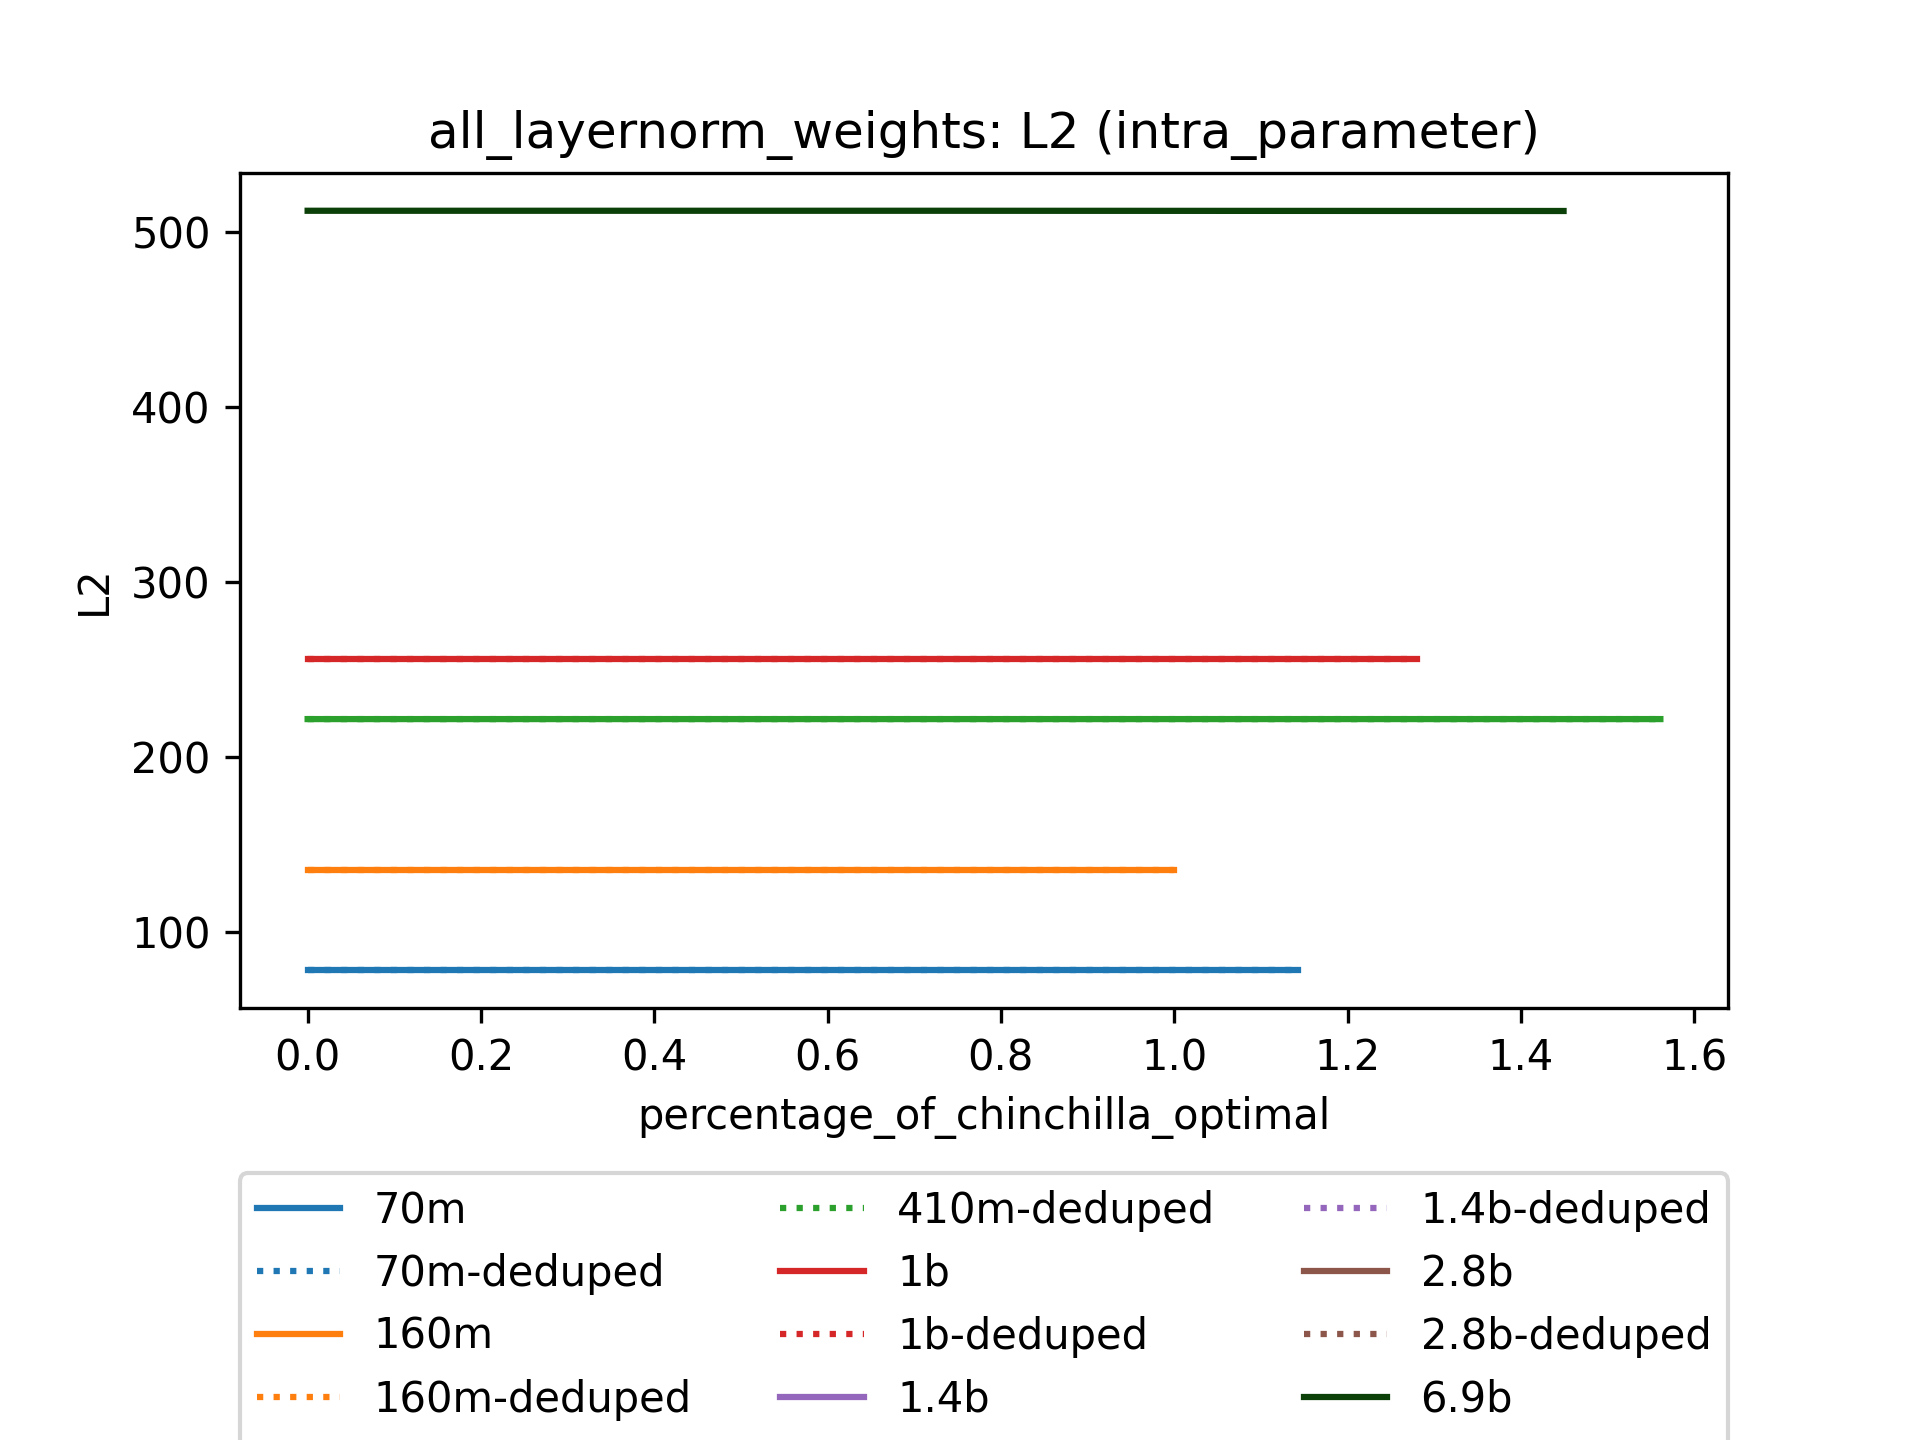 all_layernorm_weights: L2 (intra_parameter)
500
400
300
200
100
L2
0.0 0.2 0.4 0.6 0.8 1.0 1.2 1.4 1.6
percentage_of_chinchilla_optimal
70m
70m-deduped
160m
160m-deduped
410m-deduped
1b
1b-deduped
1.4b
1.4b-deduped
2.8b
2.8b-deduped
6.9b